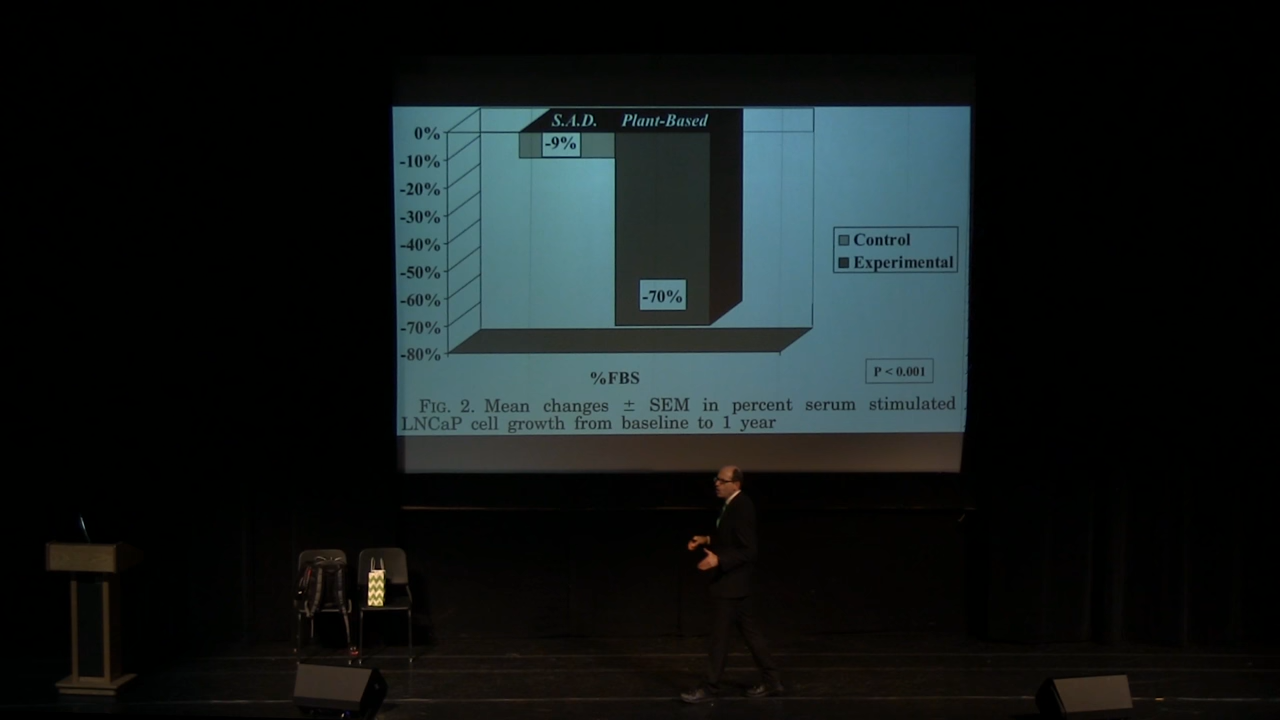 S.A.D. Plant-Based
0%
-9%
-10%
-20%
-30%
-40%
-50%
-60%
-70%
-70%
-80%
Control
Experimental
%FBS
P < 0.001
FIG. 2. Mean changes ± SEM in percent serum stimulated
LNCaP cell growth from baseline to 1 year